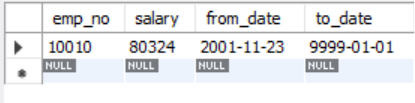 emp_no salary from_date to_date
10010 80324 2001-11-23 9999-01-01
NULL NULL NULL NULL